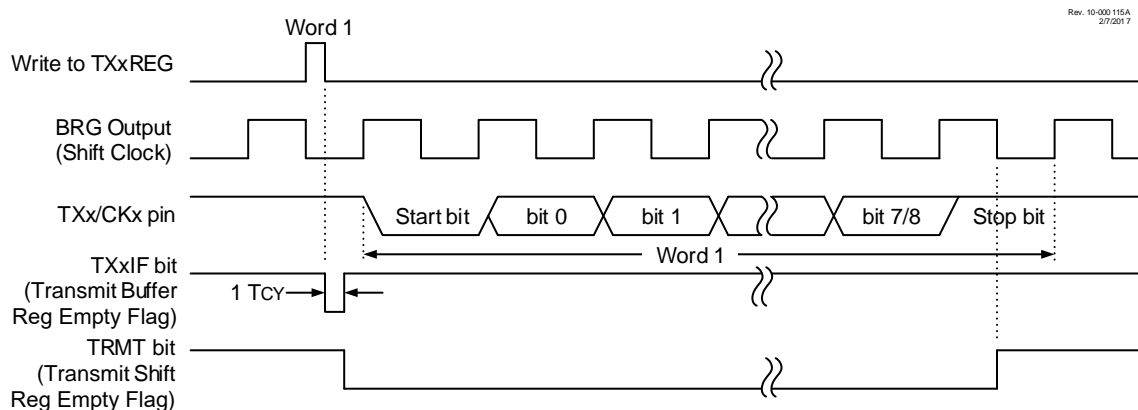 Rev. 10-000 115A
2/7/201 7
Word 1
Write to TXxREG
BRG Output
(Shift Clock)
TXx/CKx pin
Start bit
bit 0
bit 1
bit 7/8
Stop bit
Word 1
TXxIF bit
(Transmit Buffer
Reg Empty Flag)
1 TCY
TRMT bit
(Transmit Shift
Reg Empty Flag)